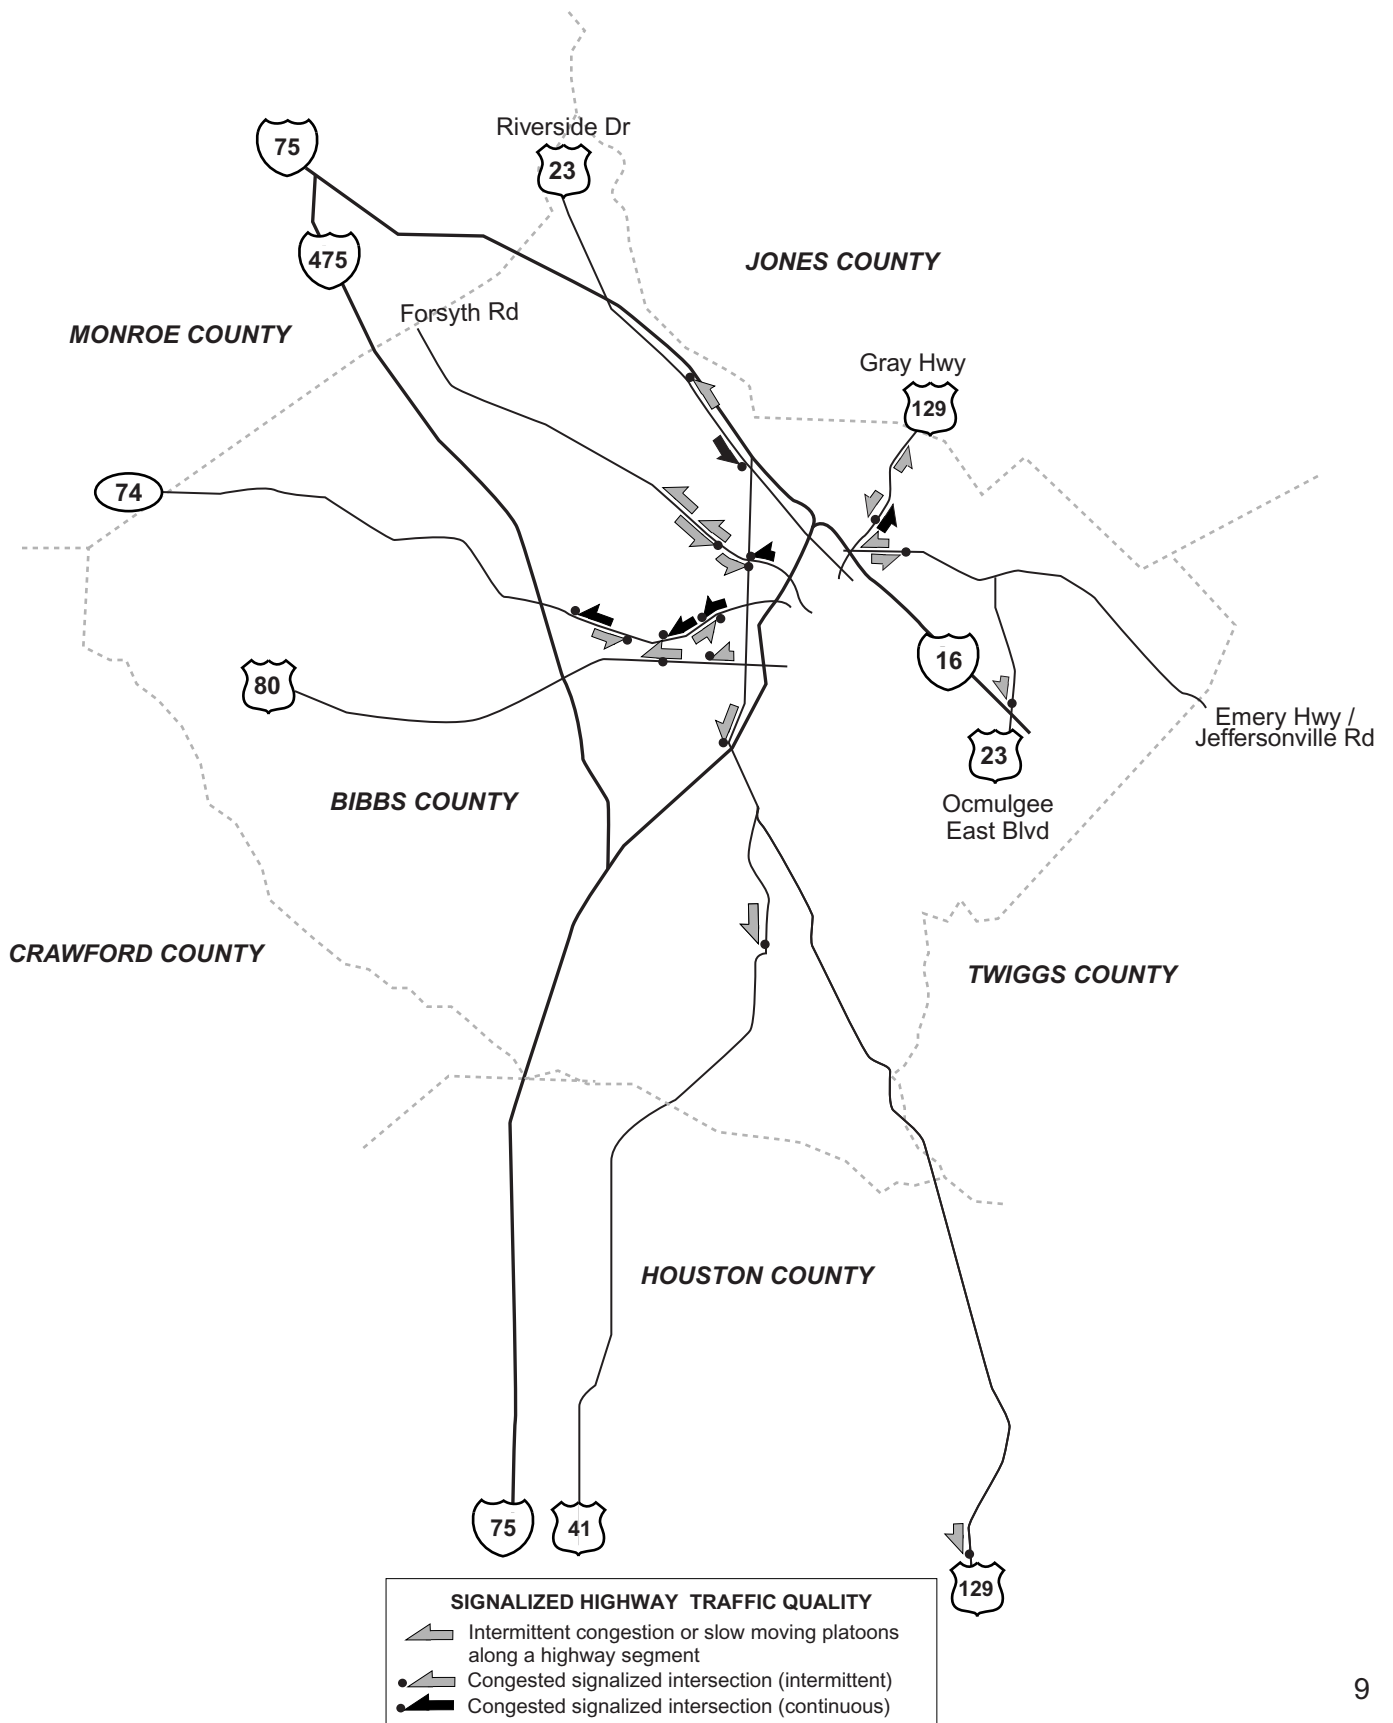 Riverside Dr
75
23
475
JONES COUNTY
Forsyth Rd
MONROE COUNTY
Gray Hwy
129
74
16
80
Emery Hwy /
Jeffersonville Rd
23
BIBBS COUNTY
Ocmulgee
East Blvd
CRAWFORD COUNTY
TWIGGS COUNTY
HOUSTON COUNTY
75
41
129
SIGNALIZED HIGHWAY TRAFFIC QUALITY
Intermittent congestion or slow moving platoons
along a highway segment
Congested signalized intersection (intermittent)
Congested signalized intersection (continuous)
9